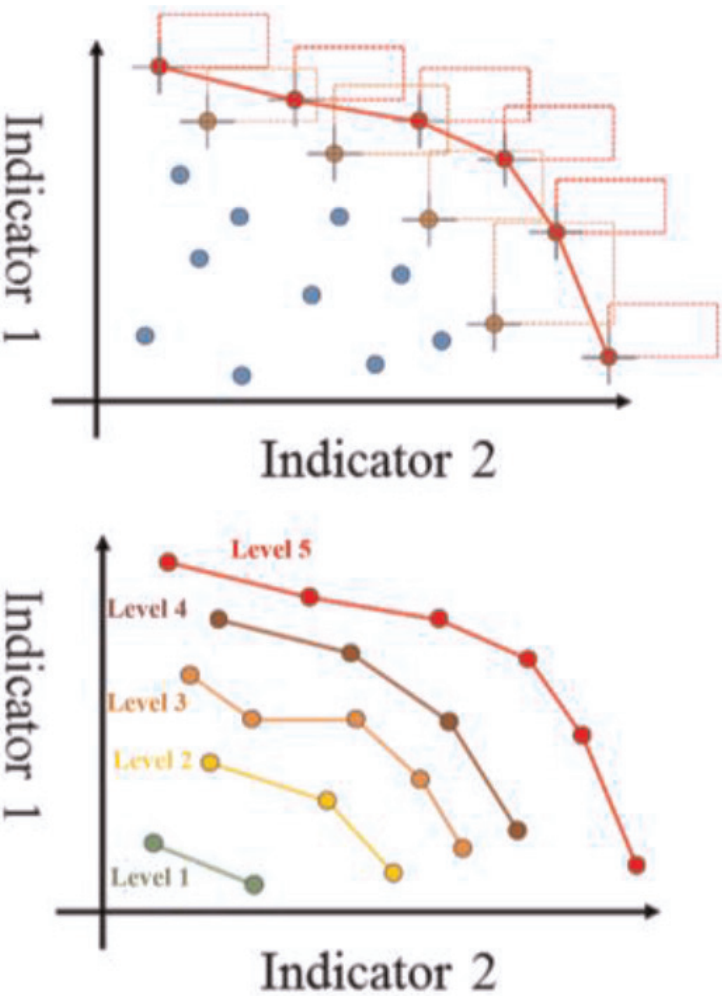 Indicator 1
Indicator 2
Level 5
Level 4
Level 3
Level 2
Level 1
Indicator 1
Indicator 2